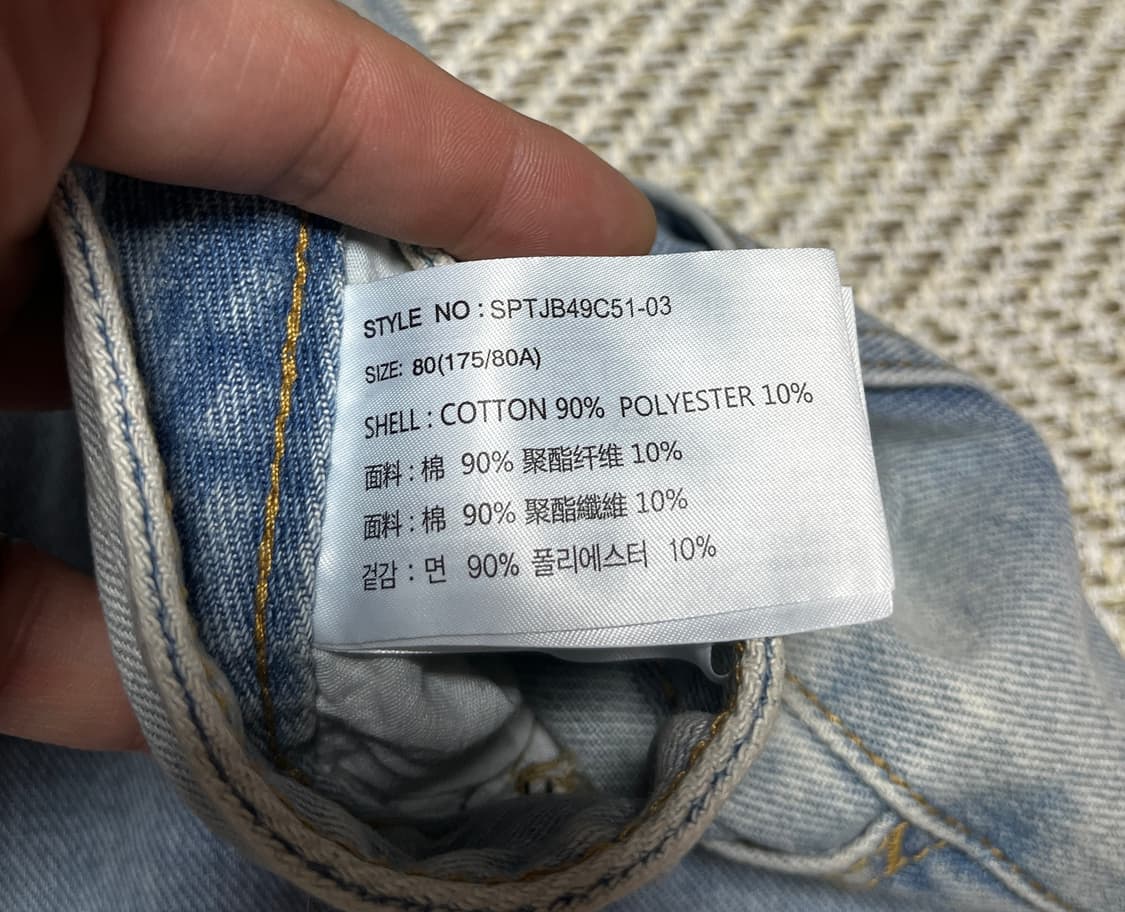 STYLE NO : SPTJB49C51-03
SIZE: 80(175/80A)
SHELL : COTTON 90% POLYESTER 10%
面料 : 棉 90% 聚酯纤维 10%
面料 : 棉 90% 聚酯纖維 10%
겉감 : 면 90% 폴리에스터 10%